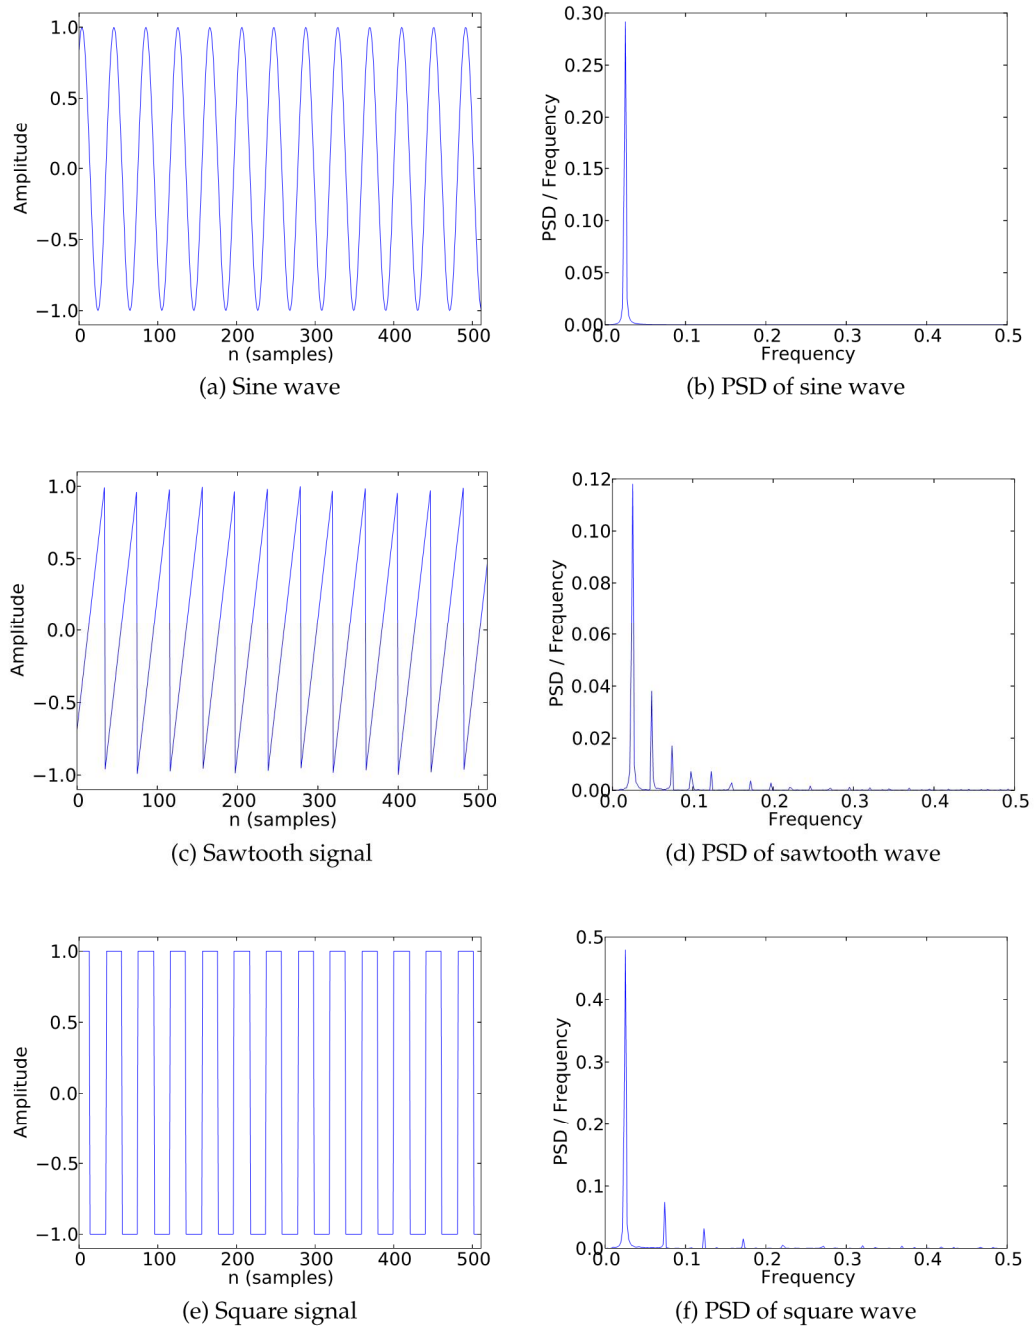 1.0
0.5
0.0
−0.5
−1.0
Amplitude
0 100 200 300 400 500
n (samples)
(a) Sine wave
0.30
0.25
0.20
0.15
0.10
0.05
0.00
PSD / Frequency
0.0 0.1 0.2 0.3 0.4 0.5
Frequency
(b) PSD of sine wave
1.0
0.5
0.0
−0.5
−1.0
Amplitude
0 100 200 300 400 500
n (samples)
(c) Sawtooth signal
0.12
0.10
0.08
0.06
0.04
0.02
0.00
PSD / Frequency
0.0 0.1 0.2 0.3 0.4 0.5
Frequency
(d) PSD of sawtooth wave
1.0
0.5
0.0
−0.5
−1.0
Amplitude
0 100 200 300 400 500
n (samples)
(e) Square signal
0.5
0.4
0.3
0.2
0.1
0.0
PSD / Frequency
0.0 0.1 0.2 0.3 0.4 0.5
Frequency
(f) PSD of square wave